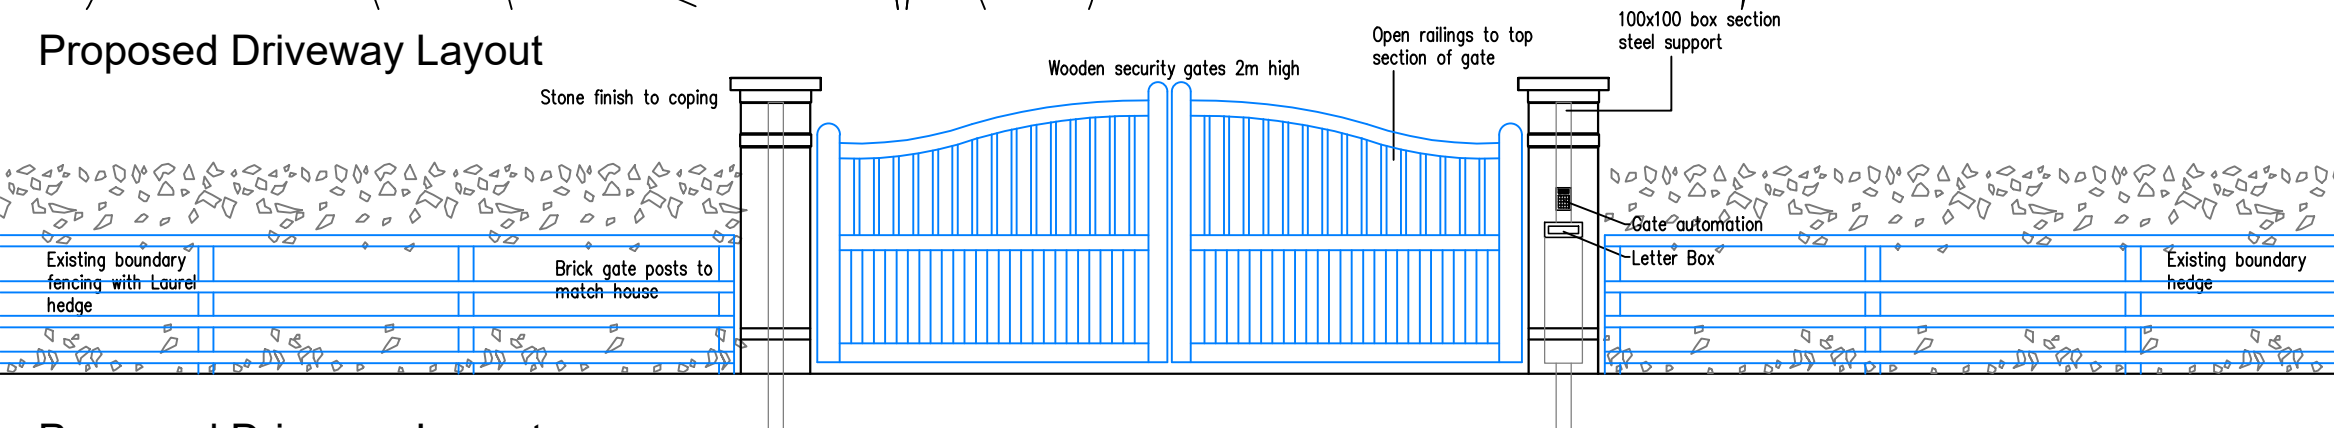 Proposed Driveway Layout
100x100 box section
steel support
Open railings to top
section of gate
Wooden security gates 2m high
Stone finish to coping
Gate automation
Letter Box
Existing boundary
fencing with Laurel
hedge
Brick gate posts to
match house
Existing boundary
hedge